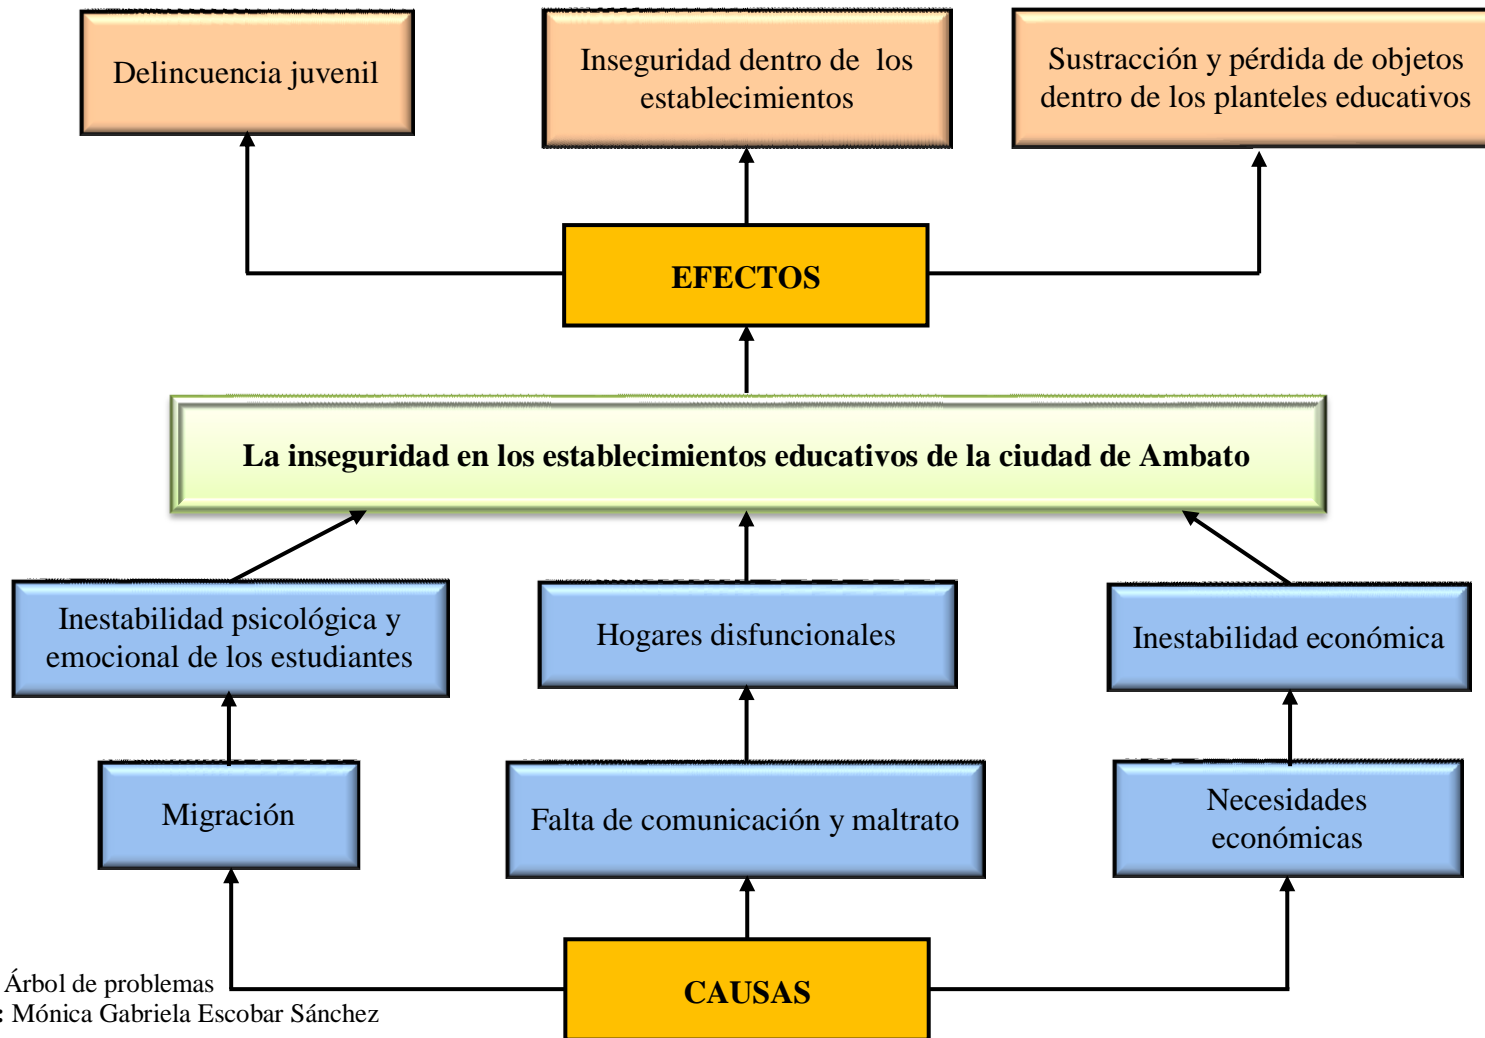 Delincuencia juvenil
Inseguridad dentro de los
establecimientos
Sustracción y pérdida de objetos
dentro de los planteles educativos
EFECTOS
La inseguridad en los establecimientos educativos de la ciudad de Ambato
Inestabilidad psicológica y
emocional de los estudiantes
Hogares disfuncionales
Inestabilidad económica
Migración
Falta de comunicación y maltrato
Necesidades
económicas
CAUSAS
Árbol de problemas
: Mónica Gabriela Escobar Sánchez